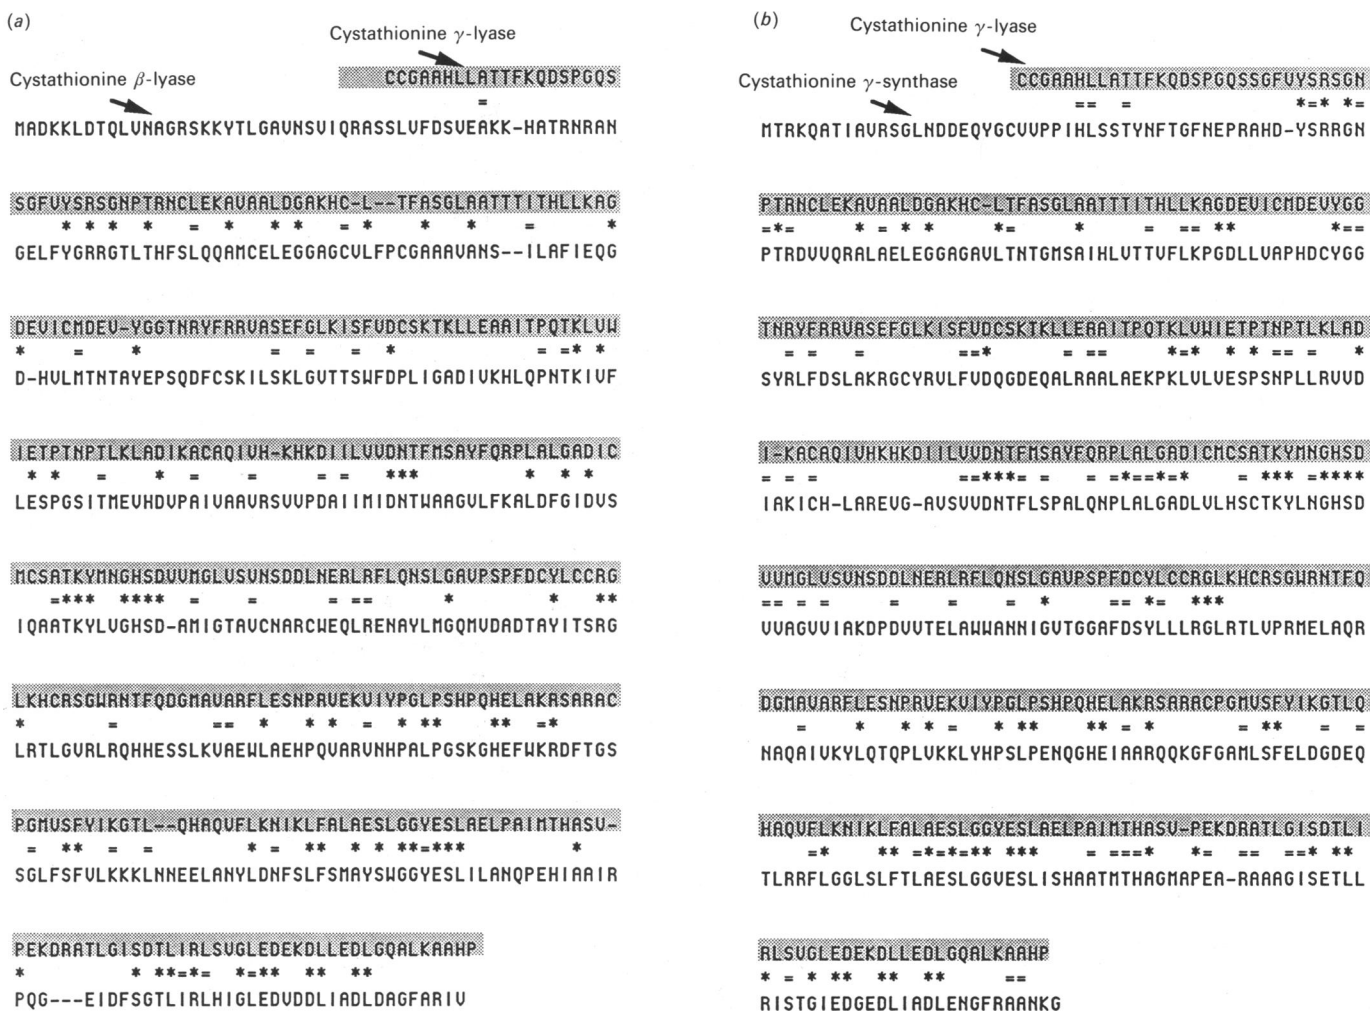 (a)
Cystathionine γ-lyase
CCGAAHLLATTFKQDSPGQS
Cystathionine β-lyase
=
MADKKLDTQLVNAGRSKKYTLGAVNSVIQRASSLVFDSVEAKK-HATRNRAN
SGFVYSRSGNPTRNCLEKAVAALDGAKHC-L--TFASGLAATTTITHLLKAG
* * * * = * * * * * = *
GELFYGRRGTLTHFSLQQAMCELEGGAGCVLFPCGAAAVANS--ILAFIEQG
DEVICMDEV-YGGTNRYFRRVASEFGLKISFVDCSKTKLLEAAITPQTKLVW
* = * = = = * = =* *
D-HVLMTNTAYEPSQDFCSKILSKLGVTTSWFDPLIGADIVKHLQPNTKIVF
IETPTNPTLKLADIKACAQIVH-KHKDIILVVDNTFMSAYFQRPLALGADIC
* * = * = = = *** * * *
LESPGSITMEVHDVPAIVAAVRSVVPDAIIMIDNTWAAGVLFKALDFGIDVS
MCSATKYMNGHSDVVMGLVSVNSDDLNERLRFLQNSLGAVPSPFDCYLCCRG
=*** **** = = = == * * **
IQAATKYLVGHSD-AMIGTAVCNARCWEQLRENAYLMGQMVDADTAYITSRG
LKHCRSGWRNTFQDGMAVARFLESNPRVEKVIYPGLPSHPQHELAKRSARAC
* = == * * * = * ** ** =*
LRTLGVRLRQHHESSLKVAEWLAEHPQVARVNHPALPGSKGHEFWKRDFTGS
PGMVSFYIKGTL--QHAQVFLKNIKLFALAESLGGYESLAELPAIMTHASV-
= ** = = * = ** * * **=*** *
SGLFSFVLKKKLNNEELANYLDNFSLFSMAYSWGGYESLILANQPEHIAAIR
PEKDRATLGISDTLIRLSVGLEDEKDLLEDLGQALKAAHP
* * **=*= *=** ** **
PQG---EIDFSGTLIRLHIGLEDVDDLIADLDAGFARIV
(b)
Cystathionine γ-lyase
CCGAAHLLATTFKQDSPGQSSGFVYSRSGN
Cystathionine γ-synthase
== = *=* *=
MTRKQATIAVRSGLNDDEQYGCVVPPIHLSSTYNFTGFNEPRAHD-YSRRGN
PTRNCLEKAVAALDGAKHC-LTFASGLAATTTITHLLKAGDEVICMDEVYGG
=*= * = * * *= * = == ** *==
PTRDVVQRALAELEGGAGAVLTNTGMSAIHLVTTVFLKPGDLLVAPHDCYGG
TNRYFRRVASEFGLKISFVDCSKTKLLEAAITPQTKLVWIETPTNPTLKLAD
= = = ==* = == *=* * * == = *
SYRLFDSLAKRGCYRVLFVDQGDEQALRAALAEKPKLVLVESPSNPLLRVVD
I-KACAQIVHKHKDIILVVDNTFMSAYFQRPLALGADICMCSATKYMNGHSD
= = = ==*** = = =*==*= = *** ****
IAKICH-LAREVG-AVSVVDNTFLSPALQNPLALGADLVLHSCTKYLNGHSD
VVMGLVSVNSDDLNERLRFLQNSLGAVPSPFDCYLCCRGLKHCRSGWRNTFQ
== = = = = = * == *= ***
VVAGVVIAKDPDVVTELAWWANNIGVTGGAFDSYLLLRGLRTLVPRMELAQR
DGMAVARFLESNPRVEKVIYPGLPSHPQHELAKRSARACPGMVSFYIKGTLQ
= * * * = * ** ** = * = ** = =
NAQAIVKYLQTQPLVKKLYHPSLPENQGHEIAARQQKGFGAMLSFELDGDEQ
HAQVFLKNIKLFALAESLGGYESLAELPAIMTHASV-PEKDRATLGISDTLI
=* ** =*=*=** *** = ===* *= == ==* **
TLRRFLGGLSLFTLAESLGGVESLISHAATMTHAGMAPEA-RAAAGISETLL
RLSVGLEDEKDLLEDLGQALKAAHP
* = * ** ** ** ==
RISTGIEDGEDLIADLENGFRAANKG